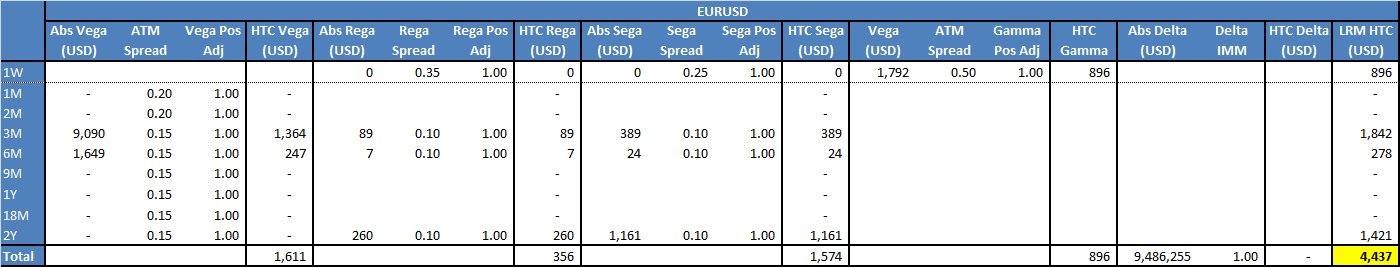 EURUSD
Abs Vega (USD) ATM Spread Vega Pos Adj HTC Vega (USD) Abs Rega (USD) Rega Spread Rega Pos Adj HTC Rega (USD) Abs Sega (USD) Sega Spread Sega Pos Adj HTC Sega (USD) Vega (USD) ATM Spread Gamma Pos Adj HTC Gamma Abs Delta (USD) Delta IMM HTC Delta (USD) LRM HTC (USD)
1W 0 0.35 1.00 0 0 0.25 1.00 0 1,792 0.50 1.00 896 896
1M - 0.20 1.00 - - - -
2M - 0.20 1.00 - - - -
3M 9,090 0.15 1.00 1,364 89 0.10 1.00 89 389 0.10 1.00 389 1,842
6M 1,649 0.15 1.00 247 7 0.10 1.00 7 24 0.10 1.00 24 278
9M - 0.15 1.00 - - - -
1Y - 0.15 1.00 - - - -
18M - 0.15 1.00 - - - -
2Y - 0.15 1.00 - 260 0.10 1.00 260 1,161 0.10 1.00 1,161 1,421
Total 1,611 356 1,574 896 9,486,255 1.00 - 4,437